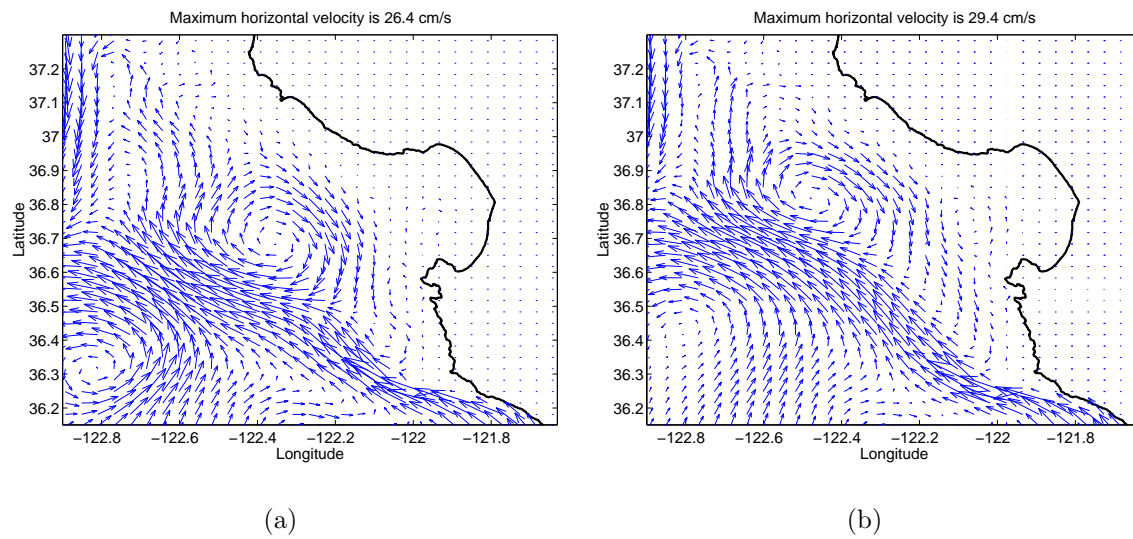 Maximum horizontal velocity is 26.4 cm/s
37.2
37.1
37
36.9
36.8
36.7
36.6
36.5
36.4
36.3
36.2
Latitude
−122.8 −122.6 −122.4 −122.2 −122 −121.8
Longitude
(a)
Maximum horizontal velocity is 29.4 cm/s
37.2
37.1
37
36.9
36.8
36.7
36.6
36.5
36.4
36.3
36.2
Latitude
−122.8 −122.6 −122.4 −122.2 −122 −121.8
Longitude
(b)